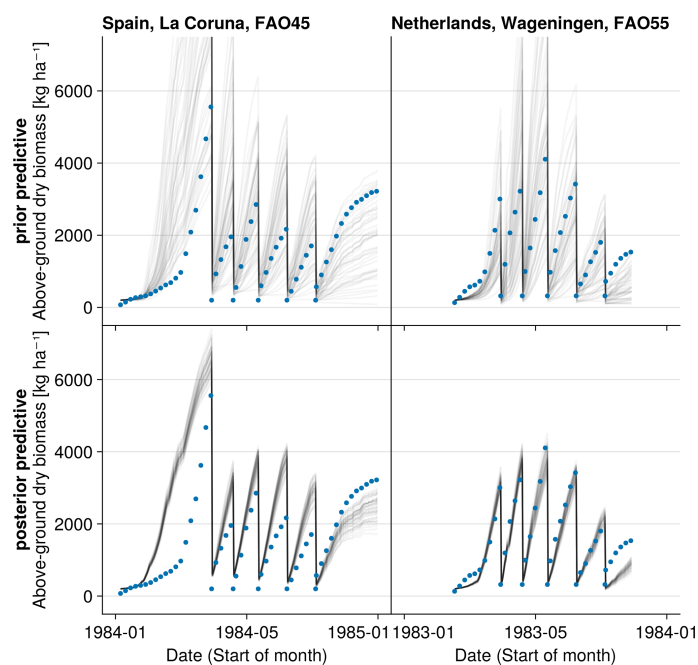 Spain, La Coruna, FAO45
Netherlands, Wageningen, FAO55
prior predictive
Above-ground dry biomass [kg ha⁻¹]
6000
4000
2000
0
posterior predictive
Above-ground dry biomass [kg ha⁻¹]
6000
4000
2000
0
1984-01
1984-05
1985-01
1983-01
1983-05
1984-01
Date (Start of month)
Date (Start of month)